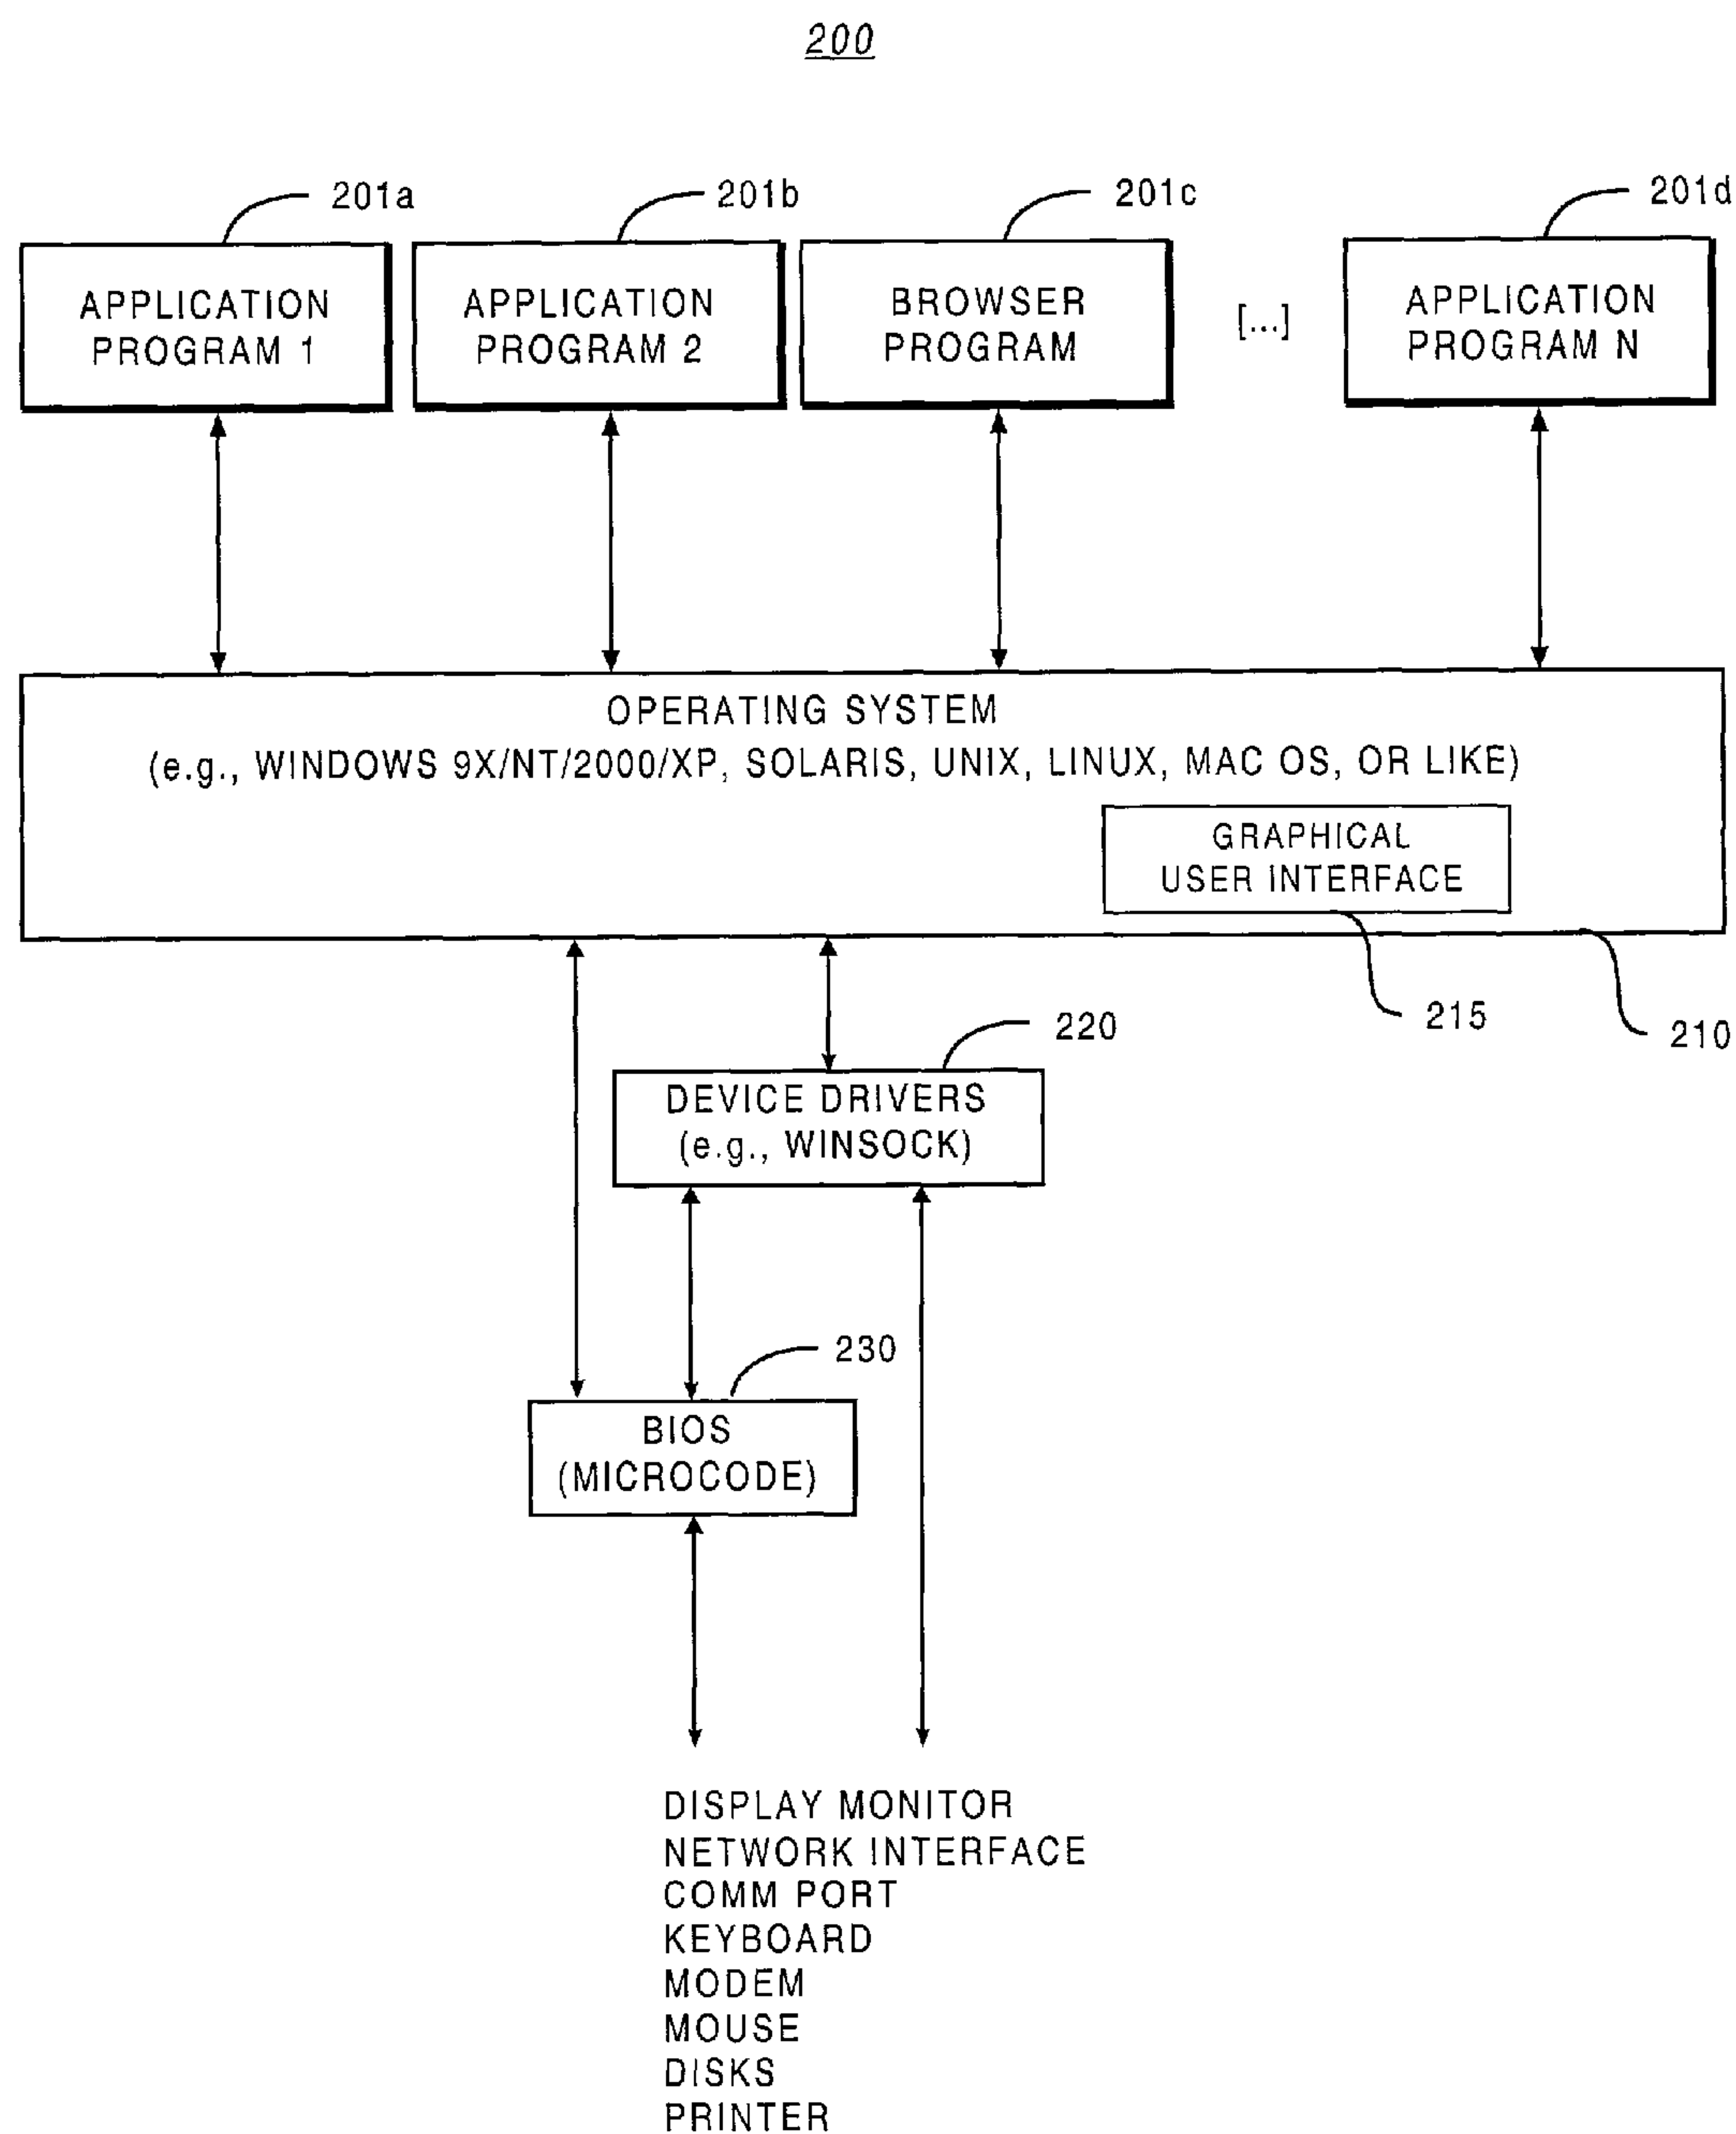 200
201a
201b
201c
201d
APPLICATION
PROGRAM 1
APPLICATION
PROGRAM 2
BROWSER
PROGRAM
[...]
APPLICATION
PROGRAM N
OPERATING SYSTEM
(e.g., WINDOWS 9X/NT/2000/XP, SOLARIS, UNIX, LINUX, MAC OS, OR LIKE)
GRAPHICAL
USER INTERFACE
215
210
220
DEVICE DRIVERS
(e.g., WINSOCK)
230
BIOS
(MICROCODE)
DISPLAY MONITOR
NETWORK INTERFACE
COMM PORT
KEYBOARD
MODEM
MOUSE
DISKS
PRINTER